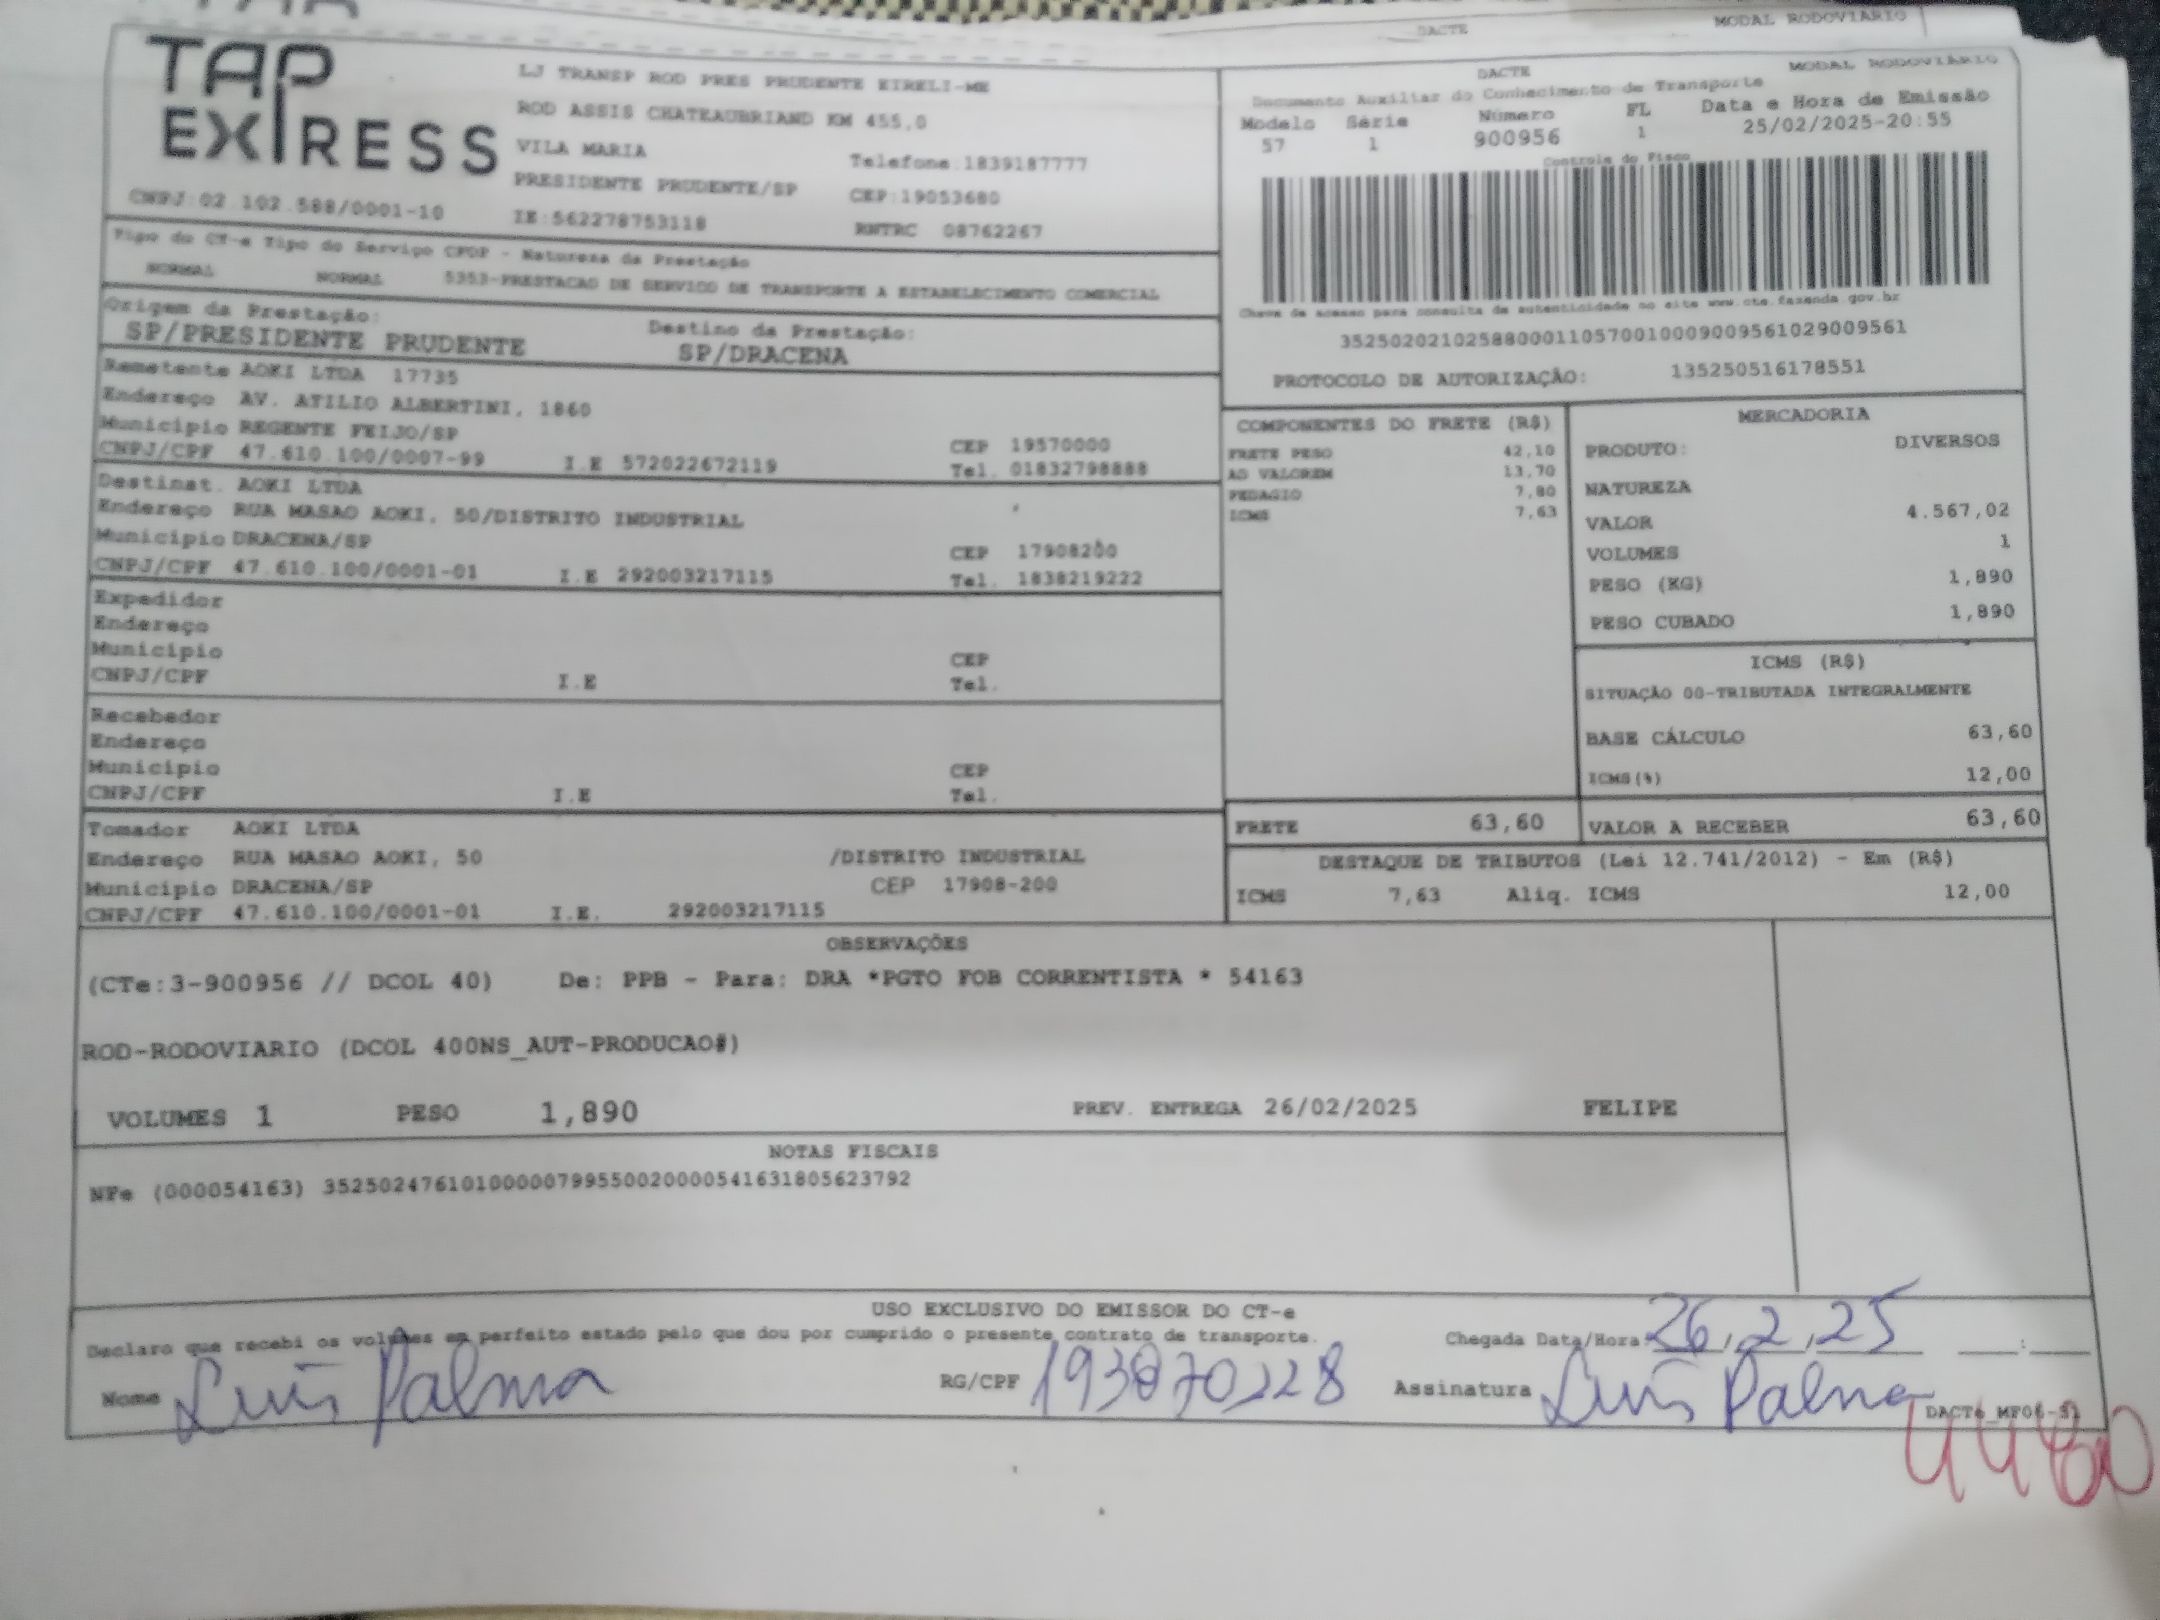 DACTE
MODAL RODOVIARIO
TAP EXPRESS
CNPJ:02.102.588/0001-10
LJ TRANSP ROD PRES PRUDENTE EIRELI-ME
ROD ASSIS CHATEAUBRIAND KM 455,0
VILA MARIA
Telefone:1839187777
PRESIDENTE PRUDENTE/SP CEP:19053680
IE:562278753118 RNTRC 08762267
DACTE MODAL RODOVIARIO
Documento Auxiliar do Conhecimento de Transporte
Modelo Série Número FL Data e Hora de Emissão
57 1 900956 1 25/02/2025-20:55
Controle do Fisco
Chave de acesso para consulta de autenticidade no site www.cte.fazenda.gov.br
35250202102588000110570010009009561029009561
PROTOCOLO DE AUTORIZAÇÃO: 135250516178551
Tipo do CT-e Tipo do Serviço CFOP - Natureza da Prestação
NORMAL NORMAL 5353-PRESTACAO DE SERVICO DE TRANSPORTE A ESTABELECIMENTO COMERCIAL
Origem da Prestação: Destino da Prestação:
SP/PRESIDENTE PRUDENTE SP/DRACENA
Remetente AOKI LTDA 17735
Endereço AV. ATILIO ALBERTINI, 1860
Municipio REGENTE FEIJO/SP CEP 19570000
CNPJ/CPF 47.610.100/0007-99 I.E 572022672119 Tel. 01832798888
Destinat. AOKI LTDA
Endereço RUA MASAO AOKI, 50/DISTRITO INDUSTRIAL
Municipio DRACENA/SP CEP 17908200
CNPJ/CPF 47.610.100/0001-01 I.E 292003217115 Tel. 1838219222
Expedidor
Endereço
Municipio CEP
CNPJ/CPF I.E Tel.
Recebedor
Endereço
Municipio CEP
CNPJ/CPF I.E Tel.
Tomador AOKI LTDA
Endereço RUA MASAO AOKI, 50 /DISTRITO INDUSTRIAL
Municipio DRACENA/SP CEP 17908-200
CNPJ/CPF 47.610.100/0001-01 I.E. 292003217115
COMPONENTES DO FRETE (R$)
FRETE PESO 42,10
AD VALOREM 13,70
PEDAGIO 7,80
ICMS 7,63
FRETE 63,60
MERCADORIA
PRODUTO: DIVERSOS
NATUREZA
VALOR 4.567,02
VOLUMES 1
PESO (KG) 1,890
PESO CUBADO 1,890
ICMS (R$)
SITUAÇÃO 00-TRIBUTADA INTEGRALMENTE
BASE CÁLCULO 63,60
ICMS(%) 12,00
VALOR A RECEBER 63,60
DESTAQUE DE TRIBUTOS (Lei 12.741/2012) - Em (R$)
ICMS 7,63 Aliq. ICMS 12,00
OBSERVAÇÕES
(CTe:3-900956 // DCOL 40) De: PPB - Para: DRA *PGTO FOB CORRENTISTA * 54163
ROD-RODOVIARIO (DCOL 400NS_AUT-PRODUCAO#)
VOLUMES 1 PESO 1,890 PREV. ENTREGA 26/02/2025 FELIPE
NOTAS FISCAIS
NFe (000054163) 35250247610100000799550020000541631805623792
USO EXCLUSIVO DO EMISSOR DO CT-e
Declaro que recebi os volumes em perfeito estado pelo que dou por cumprido o presente contrato de transporte. Chegada Data/Hora: 26/2/25 :
Nome Luis Palma RG/CPF 193870228 Assinatura Luis Palma